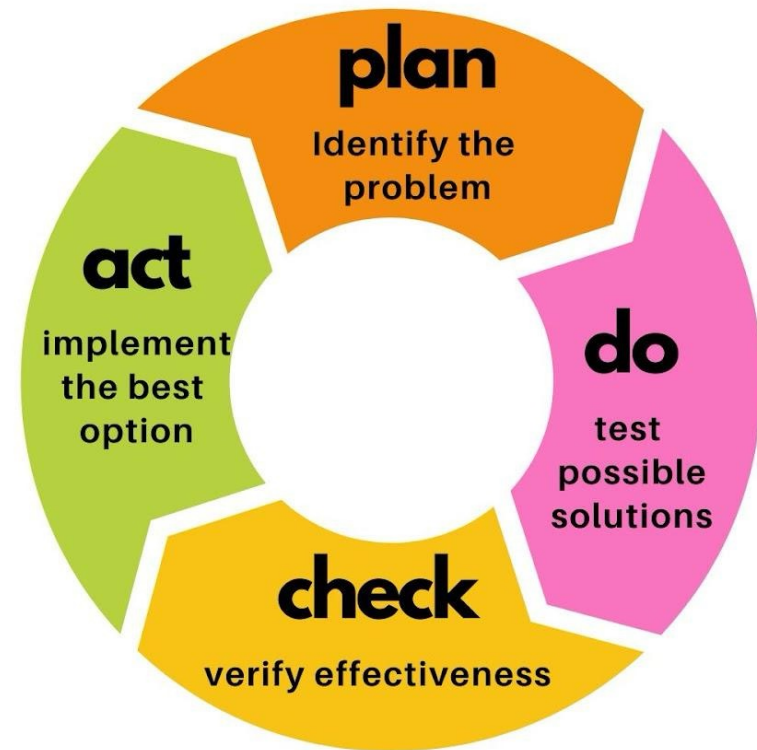 plan
Identify the
problem
do
test
possible
solutions
check
verify effectiveness
act
implement
the best
option